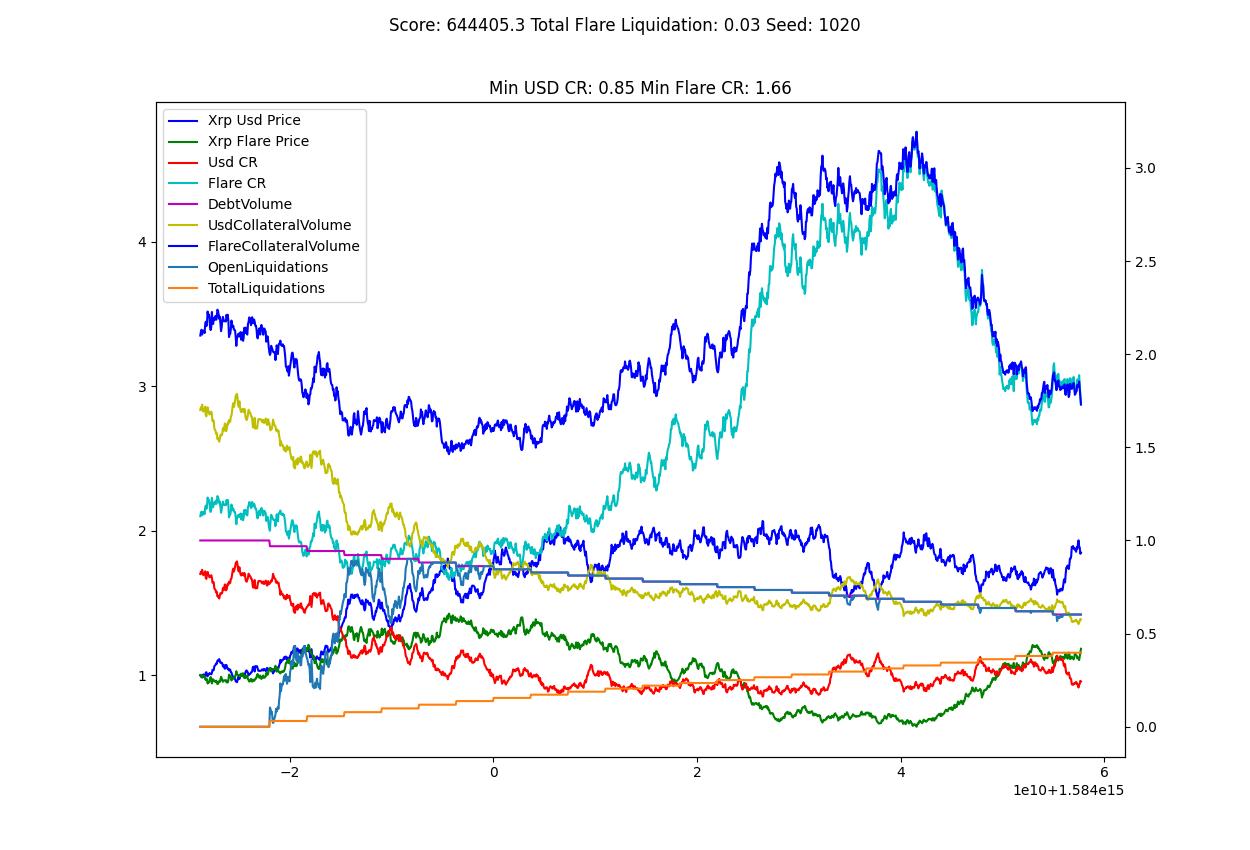 Score: 644405.3 Total Flare Liquidation: 0.03 Seed: 1020
Min USD CR: 0.85 Min Flare CR: 1.66
Xrp Usd Price
Xrp Flare Price
Usd CR
Flare CR
DebtVolume
UsdCollateralVolume
FlareCollateralVolume
OpenLiquidations
TotalLiquidations
4
3
2
1
3.0
2.5
2.0
1.5
1.0
0.5
0.0
−2
0
2
4
6
1e10+1.584e15